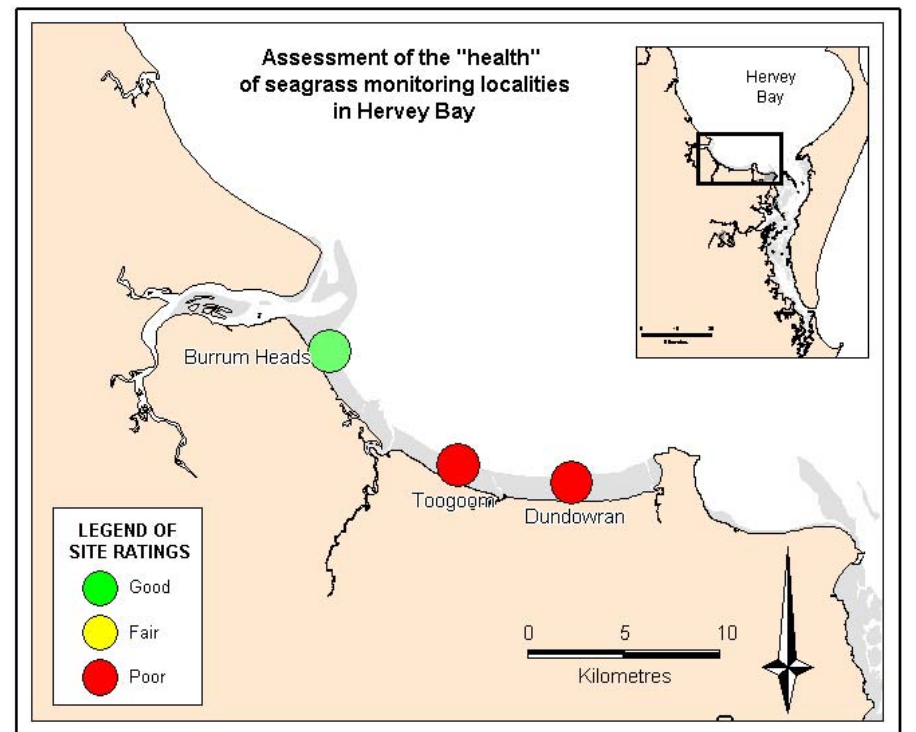 Assessment of the "health"
of seagrass monitoring localities
in Hervey Bay
Hervey
Bay
Burrum Heads
Toogoom
Dundowran
LEGEND OF
SITE RATINGS
Good
Fair
Poor
0 5 10
Kilometres